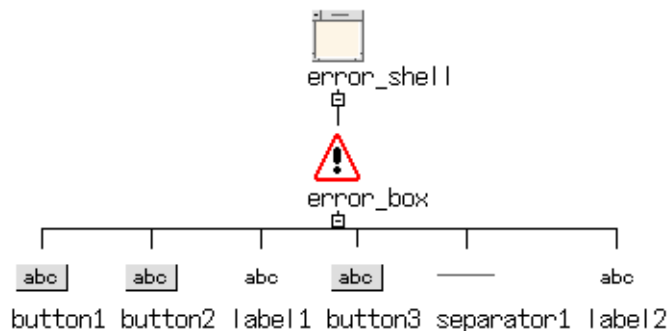 error_shell
error_box
abc abc abc abc abc
button1 button2 label1 button3 separator1 label2